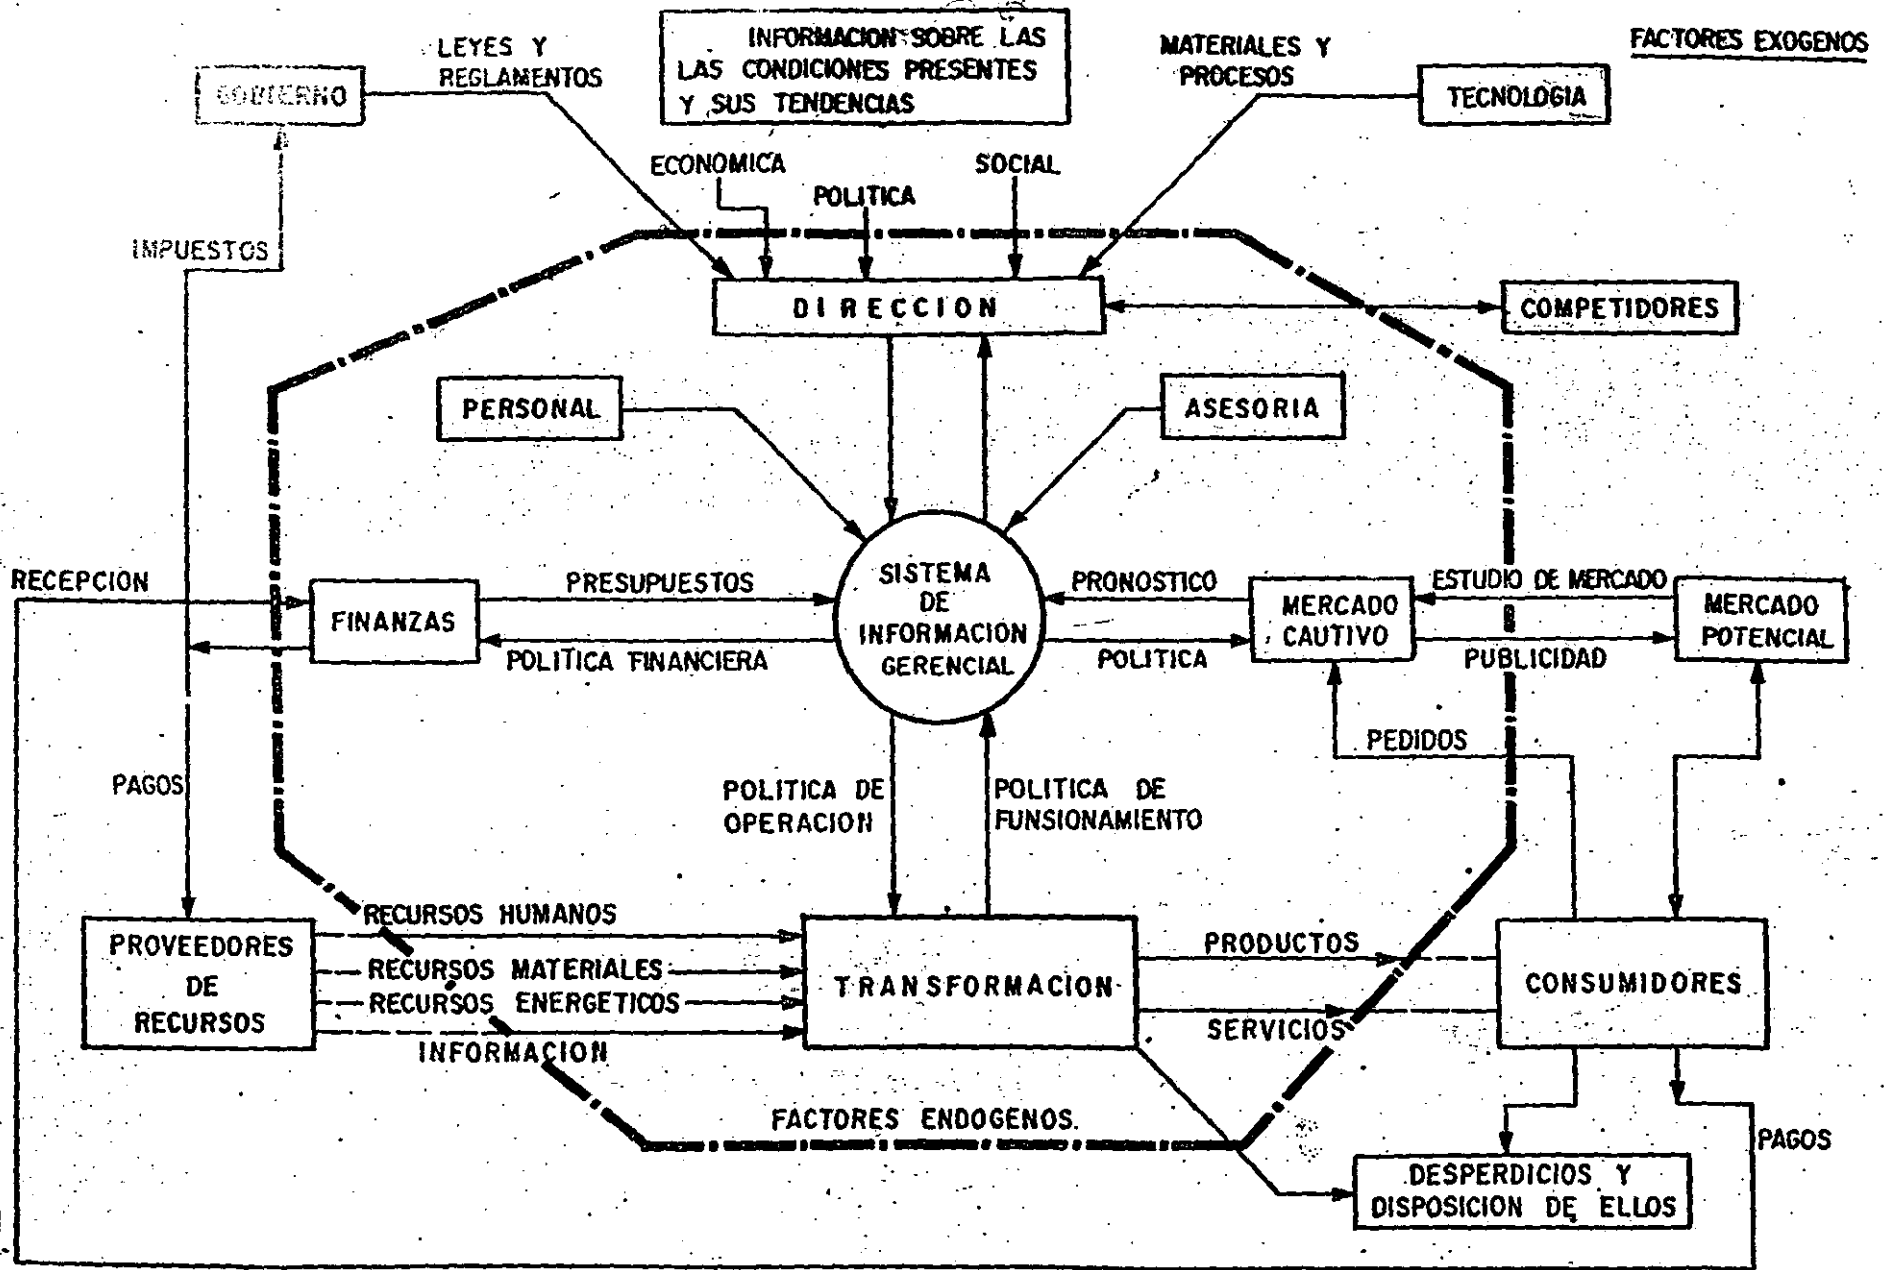 FACTORES EXOGENOS
LEYES Y
REGLAMENTOS
INFORMACION SOBRE LAS
LAS CONDICIONES PRESENTES
Y SUS TENDENCIAS
MATERIALES Y
PROCESOS
GOBIERNO
TECNOLOGIA
ECONOMICA
POLITICA
SOCIAL
IMPUESTOS
DIRECCION
COMPETIDORES
PERSONAL
ASESORIA
RECEPCION
FINANZAS
PRESUPUESTOS
POLITICA FINANCIERA
SISTEMA
DE
INFORMACIÓN
GERENCIAL
PRONOSTICO
POLITICA
MERCADO
CAUTIVO
ESTUDIO DE MERCADO
PUBLICIDAD
MERCADO
POTENCIAL
PEDIDOS
PAGOS
POLITICA DE
OPERACION
POLITICA DE
FUNSIONAMIENTO
PROVEEDORES
DE
RECURSOS
RECURSOS HUMANOS
RECURSOS MATERIALES
RECURSOS ENERGETICOS
INFORMACION
TRANSFORMACION
PRODUCTOS
SERVICIOS
CONSUMIDORES
FACTORES ENDOGENOS.
PAGOS
DESPERDICIOS Y
DISPOSICION DE ELLOS